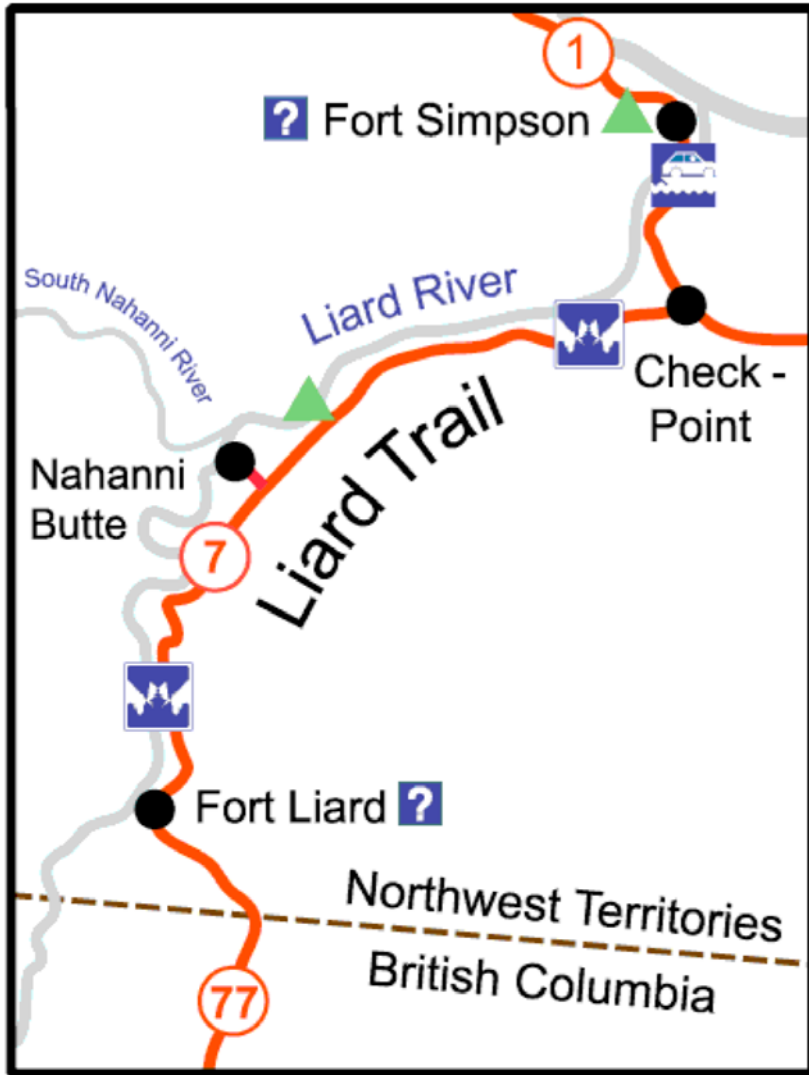 1
? Fort Simpson
South Nahanni River
Liard River
Check -
Point
Liard Trail
Nahanni
Butte
7
Fort Liard ?
Northwest Territories
British Columbia
77